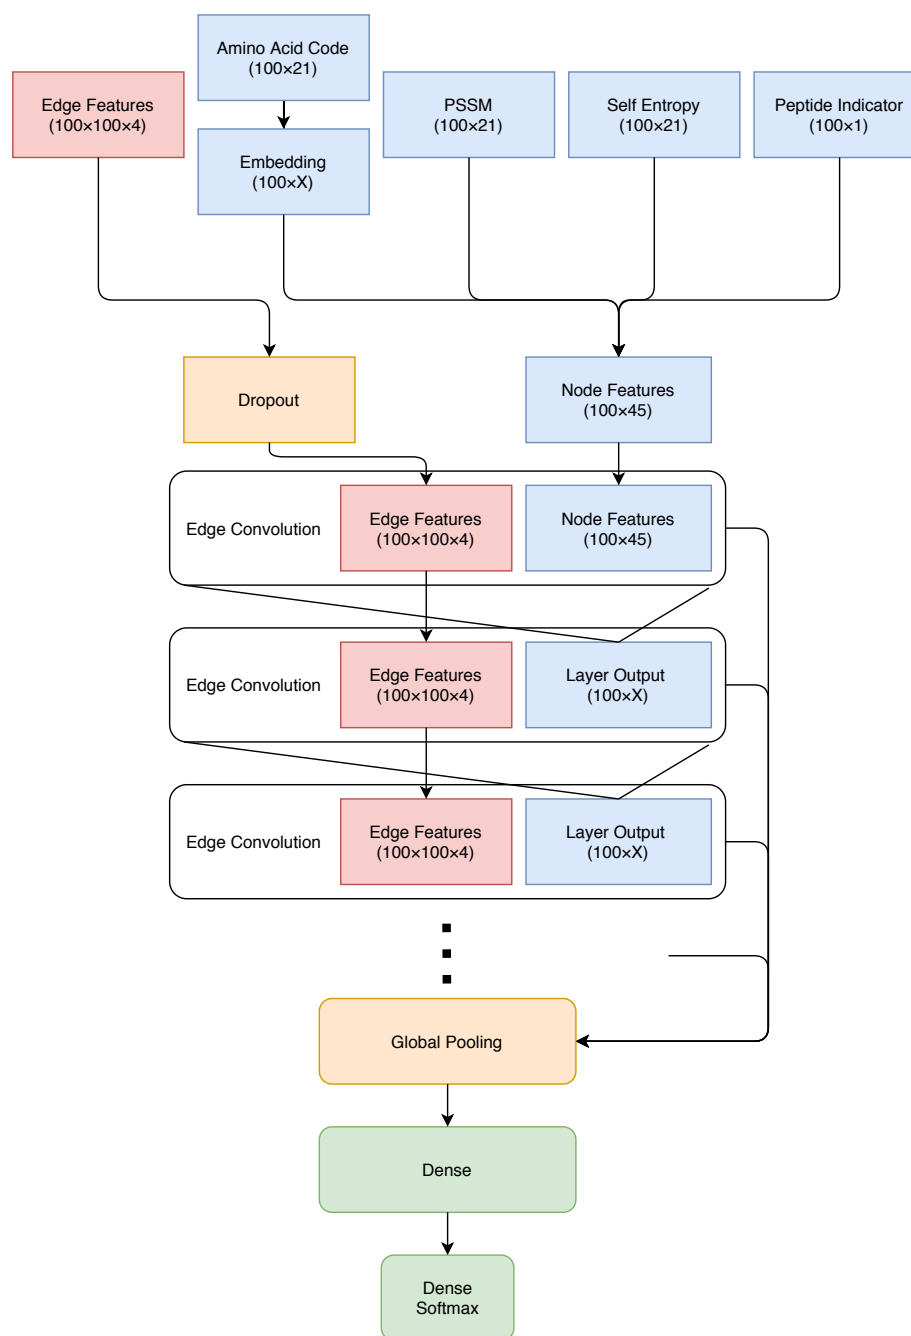 Amino Acid Code
(100×21)
Edge Features
(100×100×4)
PSSM
(100×21)
Self Entropy
(100×21)
Peptide Indicator
(100×1)
Embedding
(100×X)
Dropout
Node Features
(100×45)
Edge Convolution
Edge Features
(100×100×4)
Node Features
(100×45)
Edge Convolution
Edge Features
(100×100×4)
Layer Output
(100×X)
Edge Convolution
Edge Features
(100×100×4)
Layer Output
(100×X)
Global Pooling
Dense
Dense
Softmax